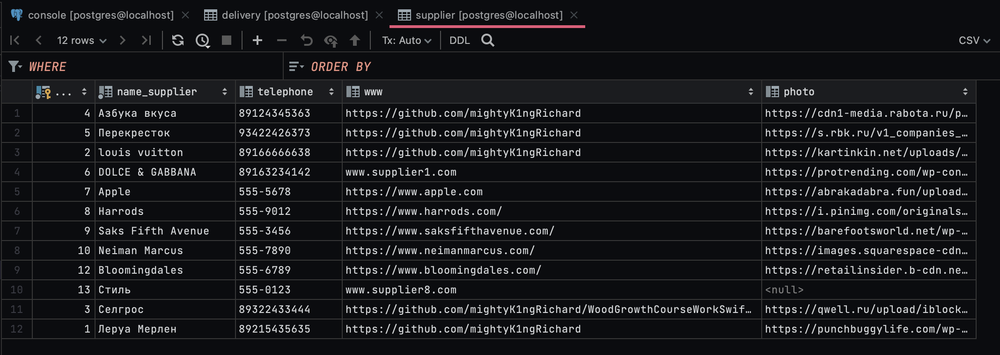 console [postgres@localhost] delivery [postgres@localhost] supplier [postgres@localhost]
12 rows Tx: Auto DDL CSV
WHERE ORDER BY
... name_supplier telephone www photo
1 4 Азбука вкуса 89124345363 https://github.com/mightyK1ngRichard https://cdn1-media.rabota.ru/p…
2 5 Перекресток 93422426373 https://github.com/mightyK1ngRichard https://s.rbk.ru/v1_companies_…
3 2 louis vuitton 89166666638 https://github.com/mightyK1ngRichard https://kartinkin.net/uploads/…
4 6 DOLCE & GABBANA 89163234142 www.supplier1.com https://protrending.com/wp-con…
5 7 Apple 555-5678 https://www.apple.com https://abrakadabra.fun/upload…
6 8 Harrods 555-9012 https://www.harrods.com/ https://i.pinimg.com/originals…
7 9 Saks Fifth Avenue 555-3456 https://www.saksfifthavenue.com/ https://barefootsworld.net/wp-…
8 10 Neiman Marcus 555-7890 https://www.neimanmarcus.com/ https://images.squarespace-cdn…
9 12 Bloomingdales 555-6789 https://www.bloomingdales.com/ https://retailinsider.b-cdn.ne…
10 13 Стиль 555-0123 www.supplier8.com <null>
11 3 Селгрос 89322433444 https://github.com/mightyK1ngRichard/WoodGrowthCourseWorkSwif… https://qwell.ru/upload/iblock…
12 1 Леруа Мерлен 89215435635 https://github.com/mightyK1ngRichard https://punchbuggylife.com/wp-…